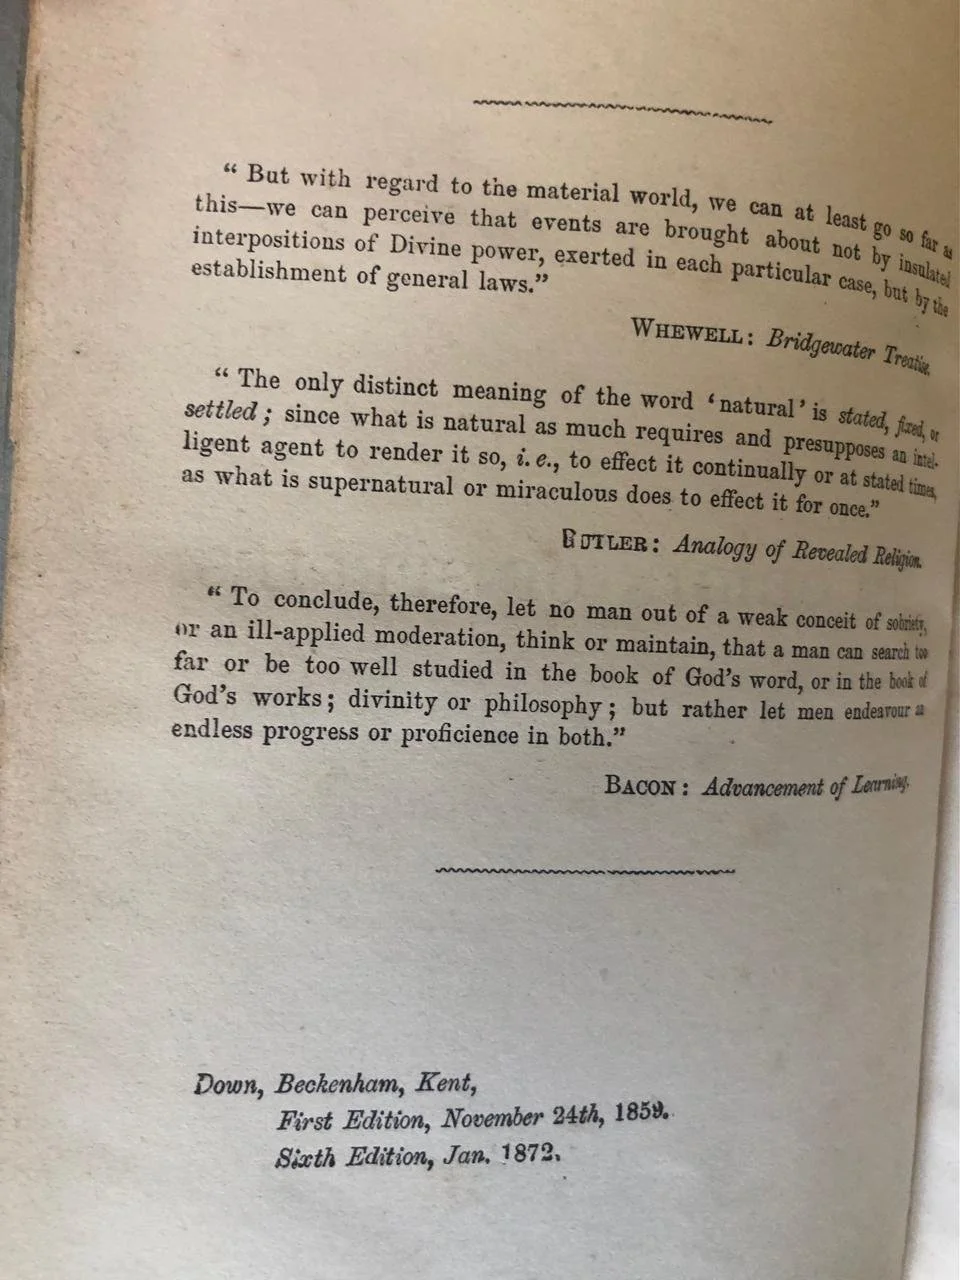 “ But with regard to the material world, we can at least go so far as
this—we can perceive that events are brought about not by insulated
interpositions of Divine power, exerted in each particular case, but by the
establishment of general laws.”
WHEWELL: Bridgewater Treatise.
“ The only distinct meaning of the word ‘natural’ is stated, fixed, or
settled; since what is natural as much requires and presupposes an intel-
ligent agent to render it so, i. e., to effect it continually or at stated times,
as what is supernatural or miraculous does to effect it for once.”
BUTLER: Analogy of Revealed Religion.
“ To conclude, therefore, let no man out of a weak conceit of sobriety,
or an ill-applied moderation, think or maintain, that a man can search too
far or be too well studied in the book of God’s word, or in the book of
God’s works; divinity or philosophy; but rather let men endeavour an
endless progress or proficience in both.”
BACON: Advancement of Learning.
Down, Beckenham, Kent,
First Edition, November 24th, 1859.
Sixth Edition, Jan. 1872.